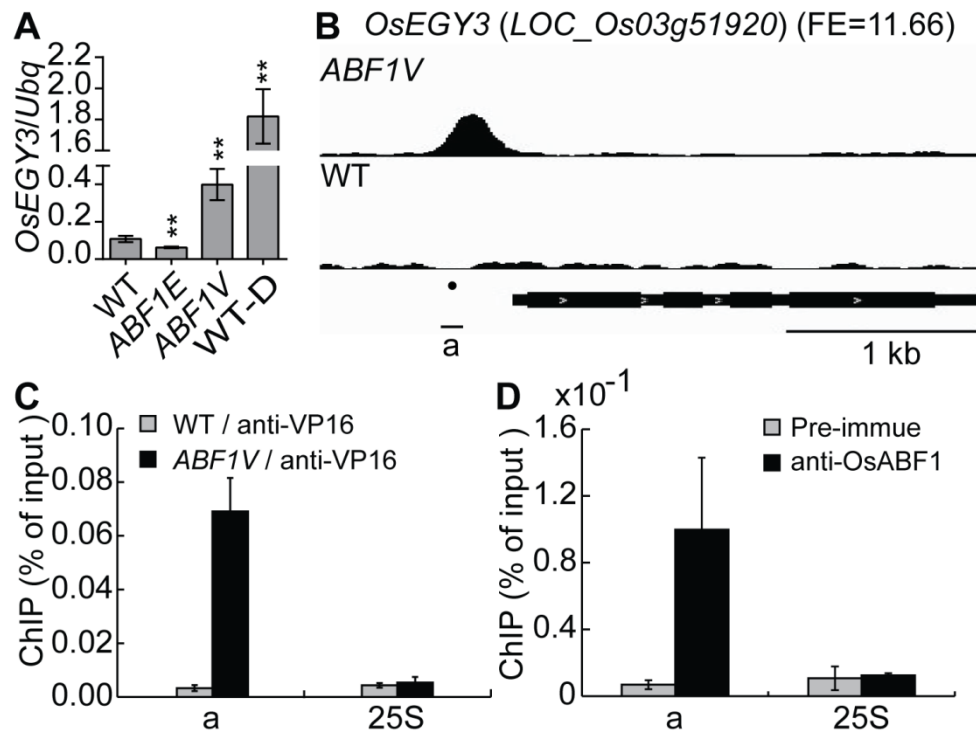 A
OsEGY3/Ubq
2.2
2.0
1.8
1.6
0.4
0.2
0.0
**
**
**
WT
ABF1E
ABF1V
WT-D
B OsEGY3 (LOC_Os03g51920) (FE=11.66)
ABF1V
WT
a
1 kb
C
ChIP (% of input )
0.10
0.08
0.06
0.04
0.02
0.00
WT / anti-VP16
ABF1V / anti-VP16
a
25S
D x10-1
ChIP (% of input)
1.6
1.2
0.8
0.4
0
Pre-immue
anti-OsABF1
a
25S